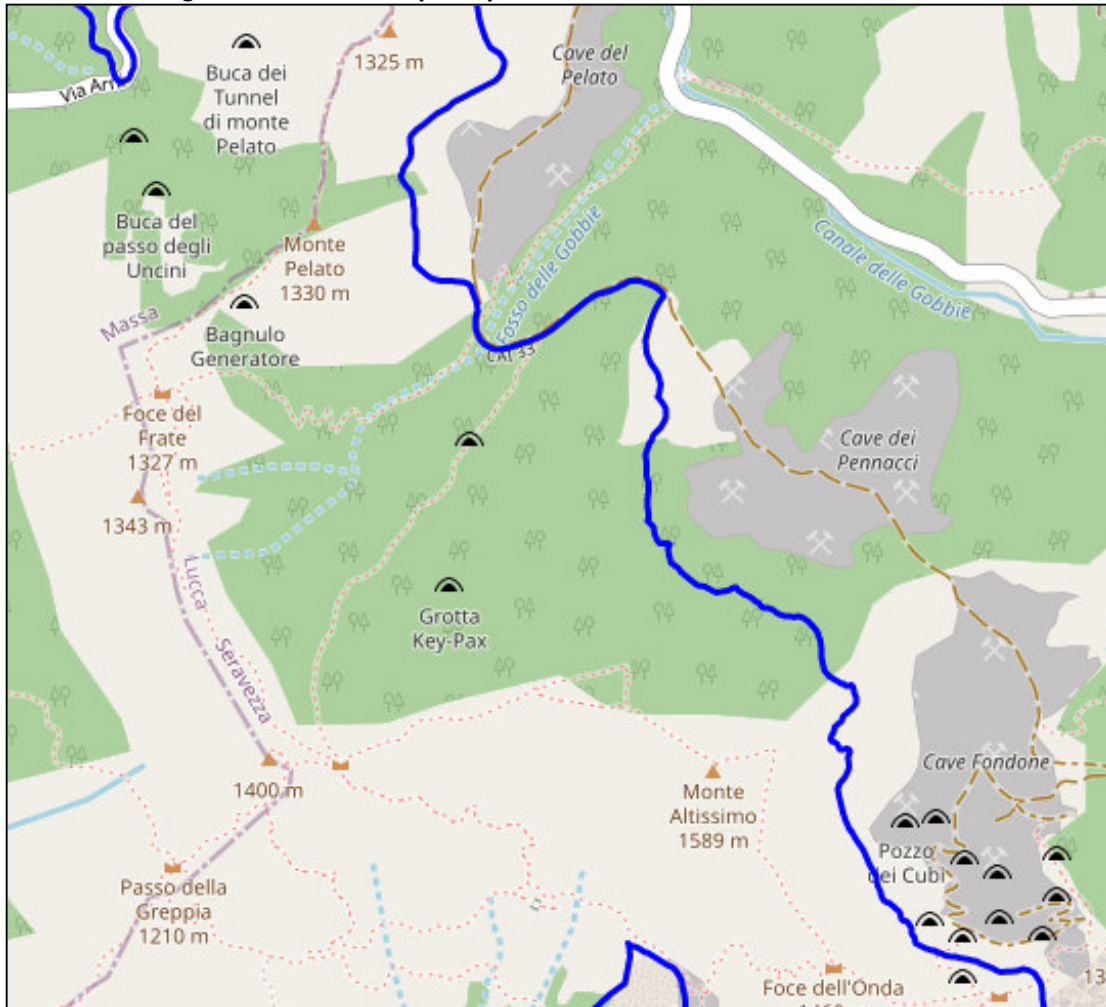 1325 m
Cave del
Pelato
Via Arni
Buca dei
Tunnel
di monte
Pelato
Buca del
passo degli
Uncini
Monte
Pelato
1330 m
Fosso delle Gobbie
Canale delle Gobbie
Massa
Bagnulo
Generatore
CAI 33
Foce del
Frate
1327 m
Cave dei
Pennacci
1343 m
Lucca
Seravezza
Grotta
Key-Pax
1400 m
Monte
Altissimo
1589 m
Cave Fondone
Pozzo
dei Cubi
Passo della
Greppia
1210 m
Foce dell'Onda